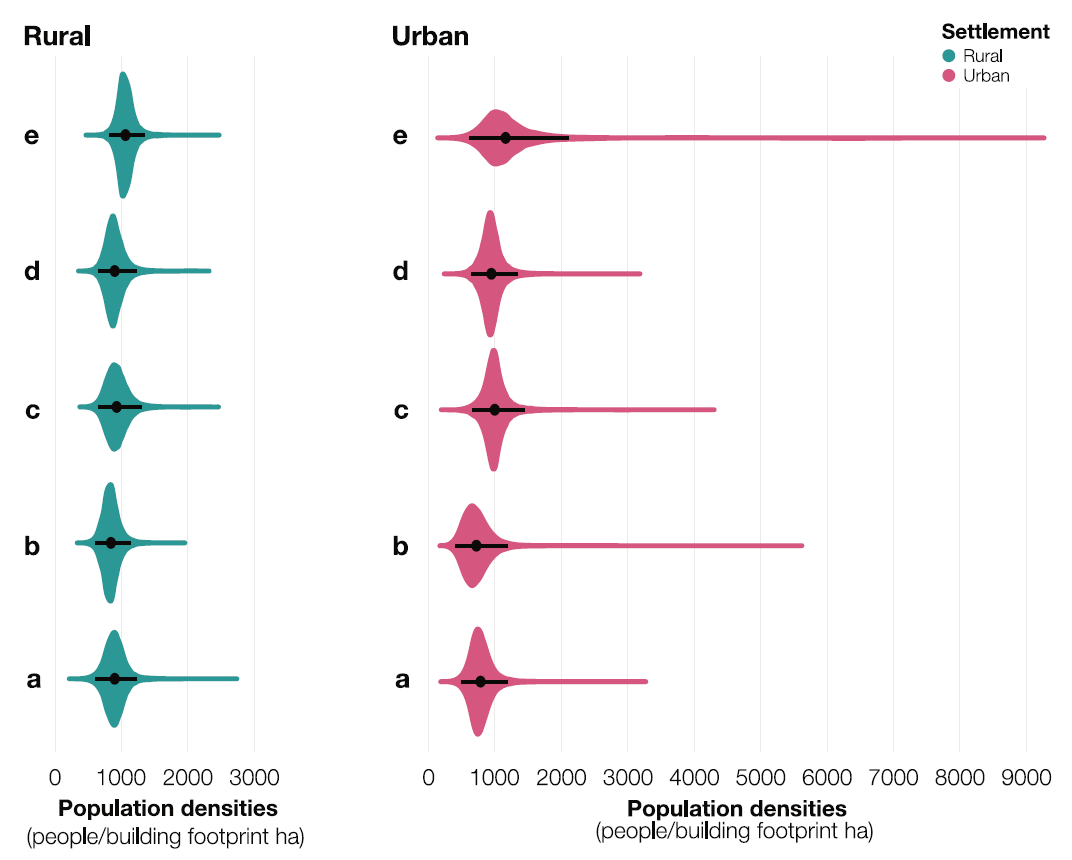 Rural
Urban
Settlement
Rural
Urban
e
e
d
d
c
c
b
b
a
a
0 1000 2000 3000
0 1000 2000 3000 4000 5000 6000 7000 8000 9000
Population densities
(people/building footprint ha)
Population densities
(people/building footprint ha)